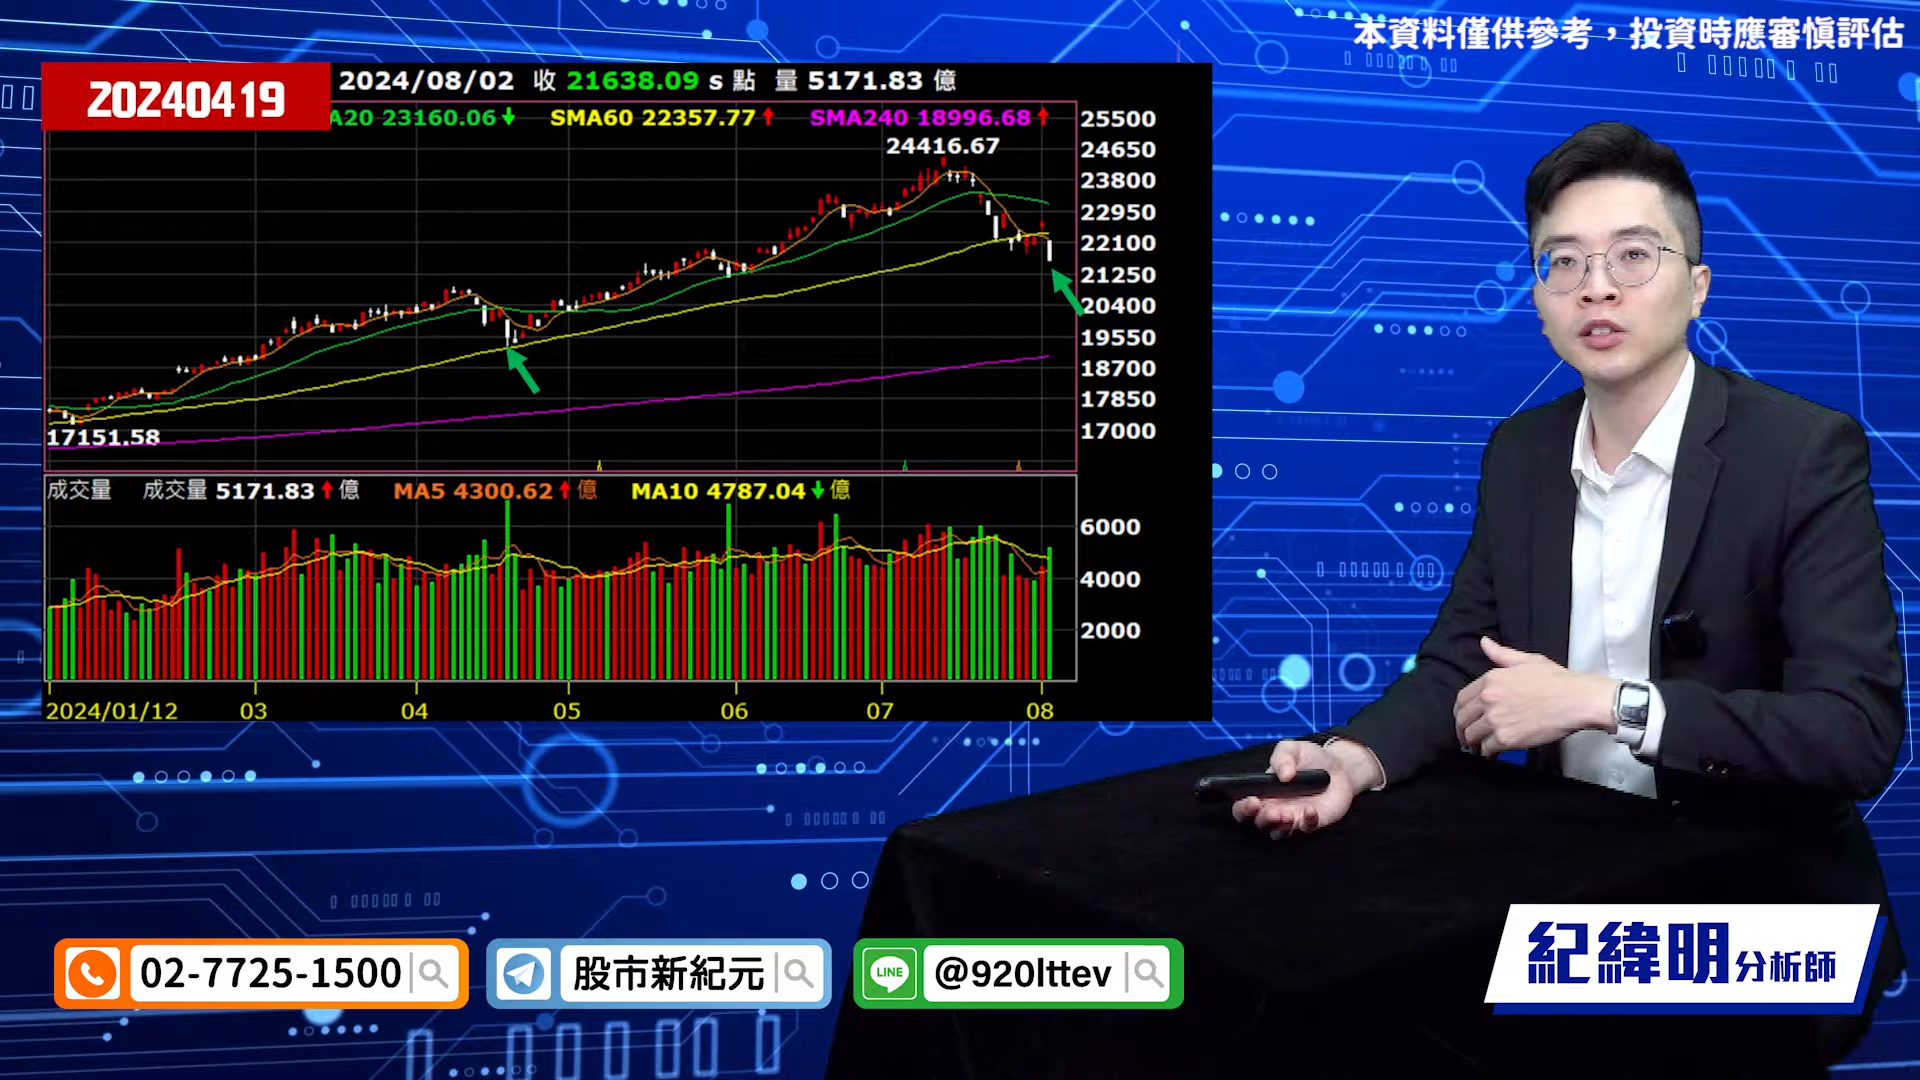 本資料僅供參考，投資時應審慎評估
20240419
2024/08/02 收 21638.09 s 點 量 5171.83 億
A20 23160.06↓ SMA60 22357.77↑ SMA240 18996.68↑
24416.67
17151.58
25500
24650
23800
22950
22100
21250
20400
19550
18700
17850
17000
成交量 成交量 5171.83↑億 MA5 4300.62↑億 MA10 4787.04↓億
6000
4000
2000
2024/01/12 03 04 05 06 07 08
紀緯明分析師
02-7725-1500
股市新紀元
LINE
@920lttev